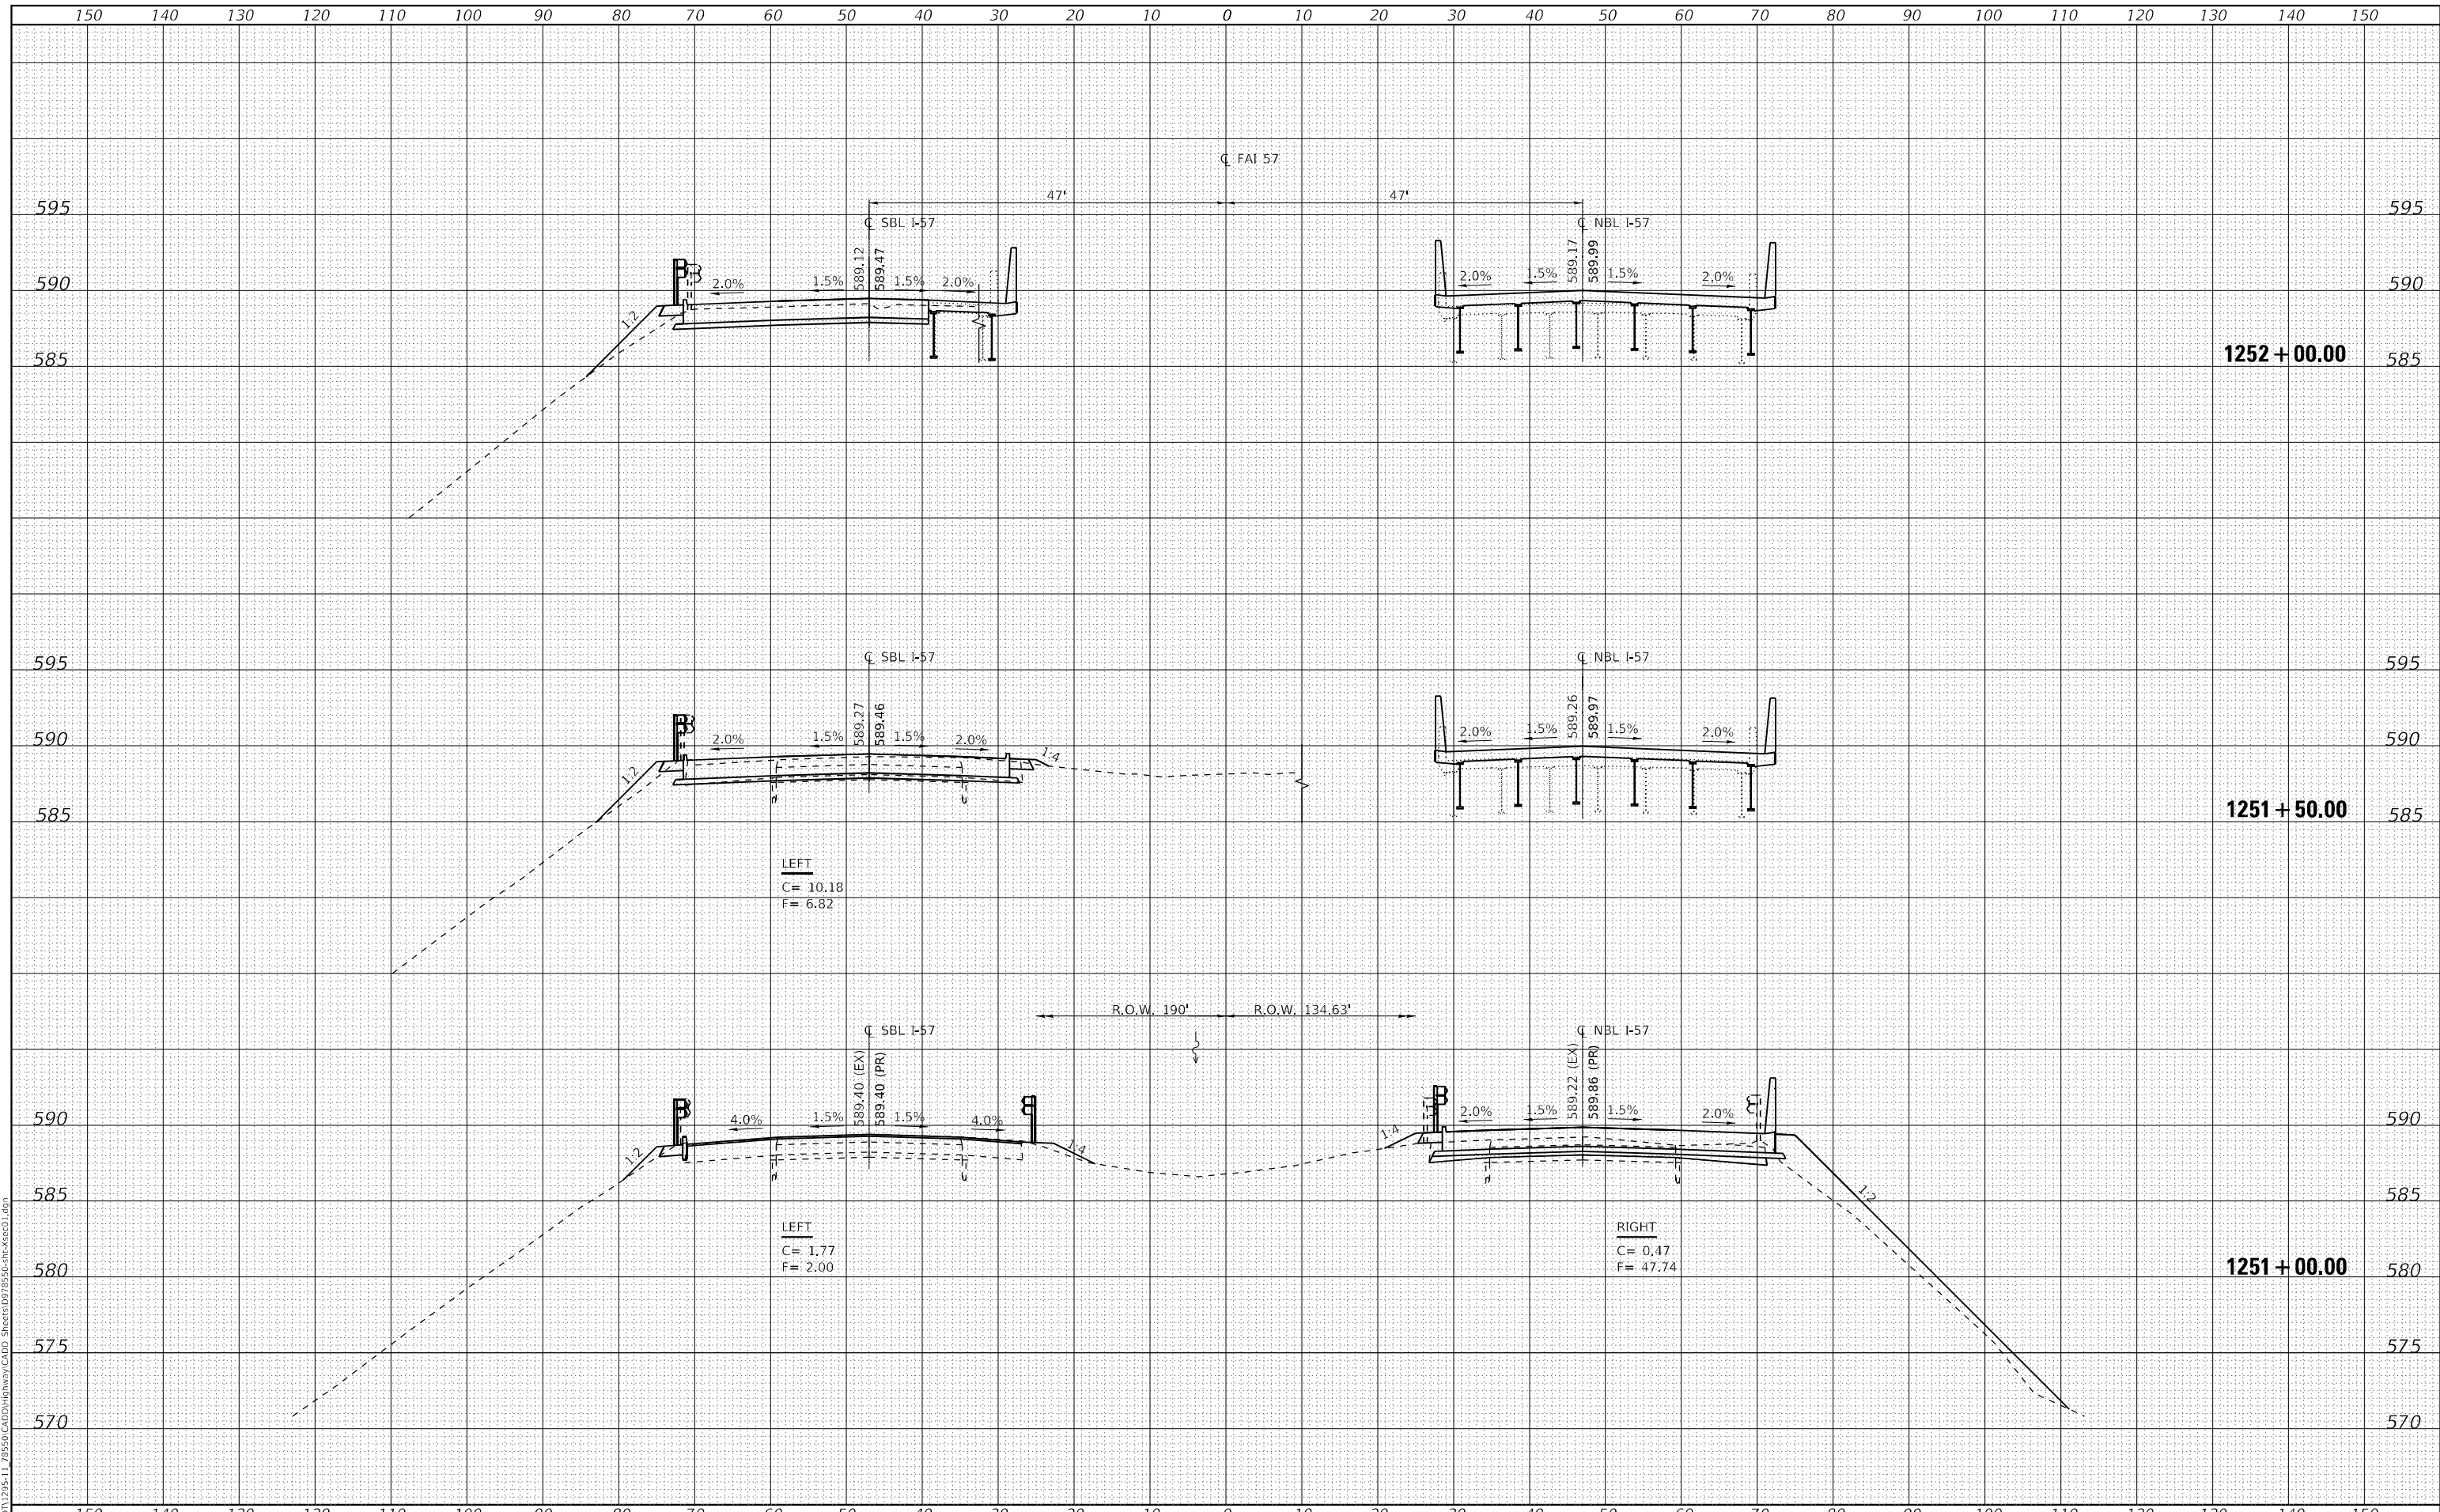 150 140 130 120 110 100 90 80 70 60 50 40 30 20 10 0 10 20 30 40 50 60 70 80 90 100 110 120 130 140 150
℄ FAI 57
47' 47'
595 595
℄ SBL I-57 ℄ NBL I-57
589.12 589.47
589.17 589.99
590 2.0% 1.5% 1.5% 2.0% 2.0% 1.5% 1.5% 2.0% 590
1:2
585 1252 + 00.00 585
595 ℄ SBL I-57 ℄ NBL I-57 595
589.27 589.46
589.26 589.97
590 2.0% 1.5% 1.5% 2.0% 1:4 2.0% 1.5% 1.5% 2.0% 590
1:2
585 1251 + 50.00 585
LEFT
C= 10.18
F= 6.82
R.O.W. 190' R.O.W. 134.63'
℄ SBL I-57 ℄ NBL I-57
589.40 (EX)
589.40 (PR)
589.22 (EX)
589.86 (PR)
590 4.0% 1.5% 1.5% 4.0% 2.0% 1.5% 1.5% 2.0% 590
1:2 1:4 1:4
585 1:2 585
LEFT
C= 1.77
F= 2.00
RIGHT
C= 0.47
F= 47.74
580 1251 + 00.00 580
575 575
570 570
150 140 130 120 110 100 90 80 70 60 50 40 30 20 10 0 10 20 30 40 50 60 70 80 90 100 110 120 130 140 150